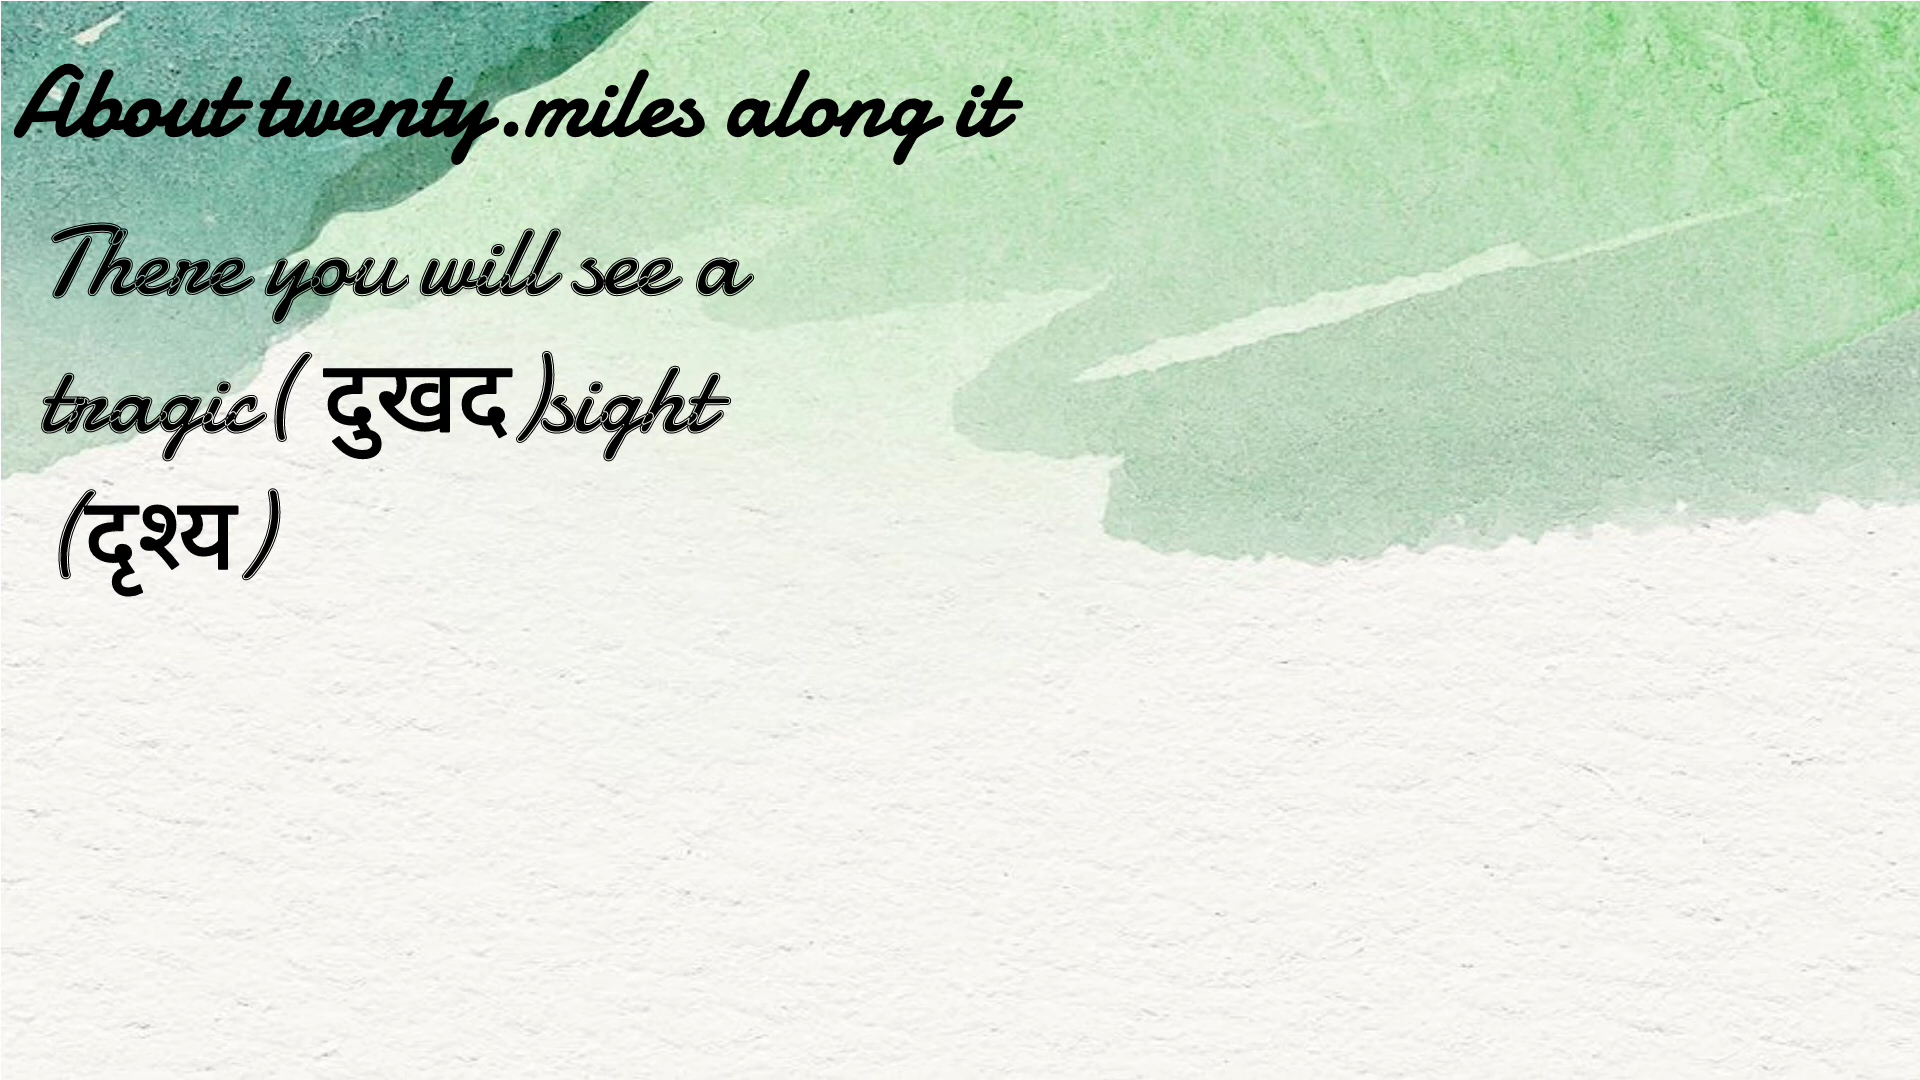 About twenty.miles along it
There you will see a
tragic( दुखद )sight
(दृश्य )